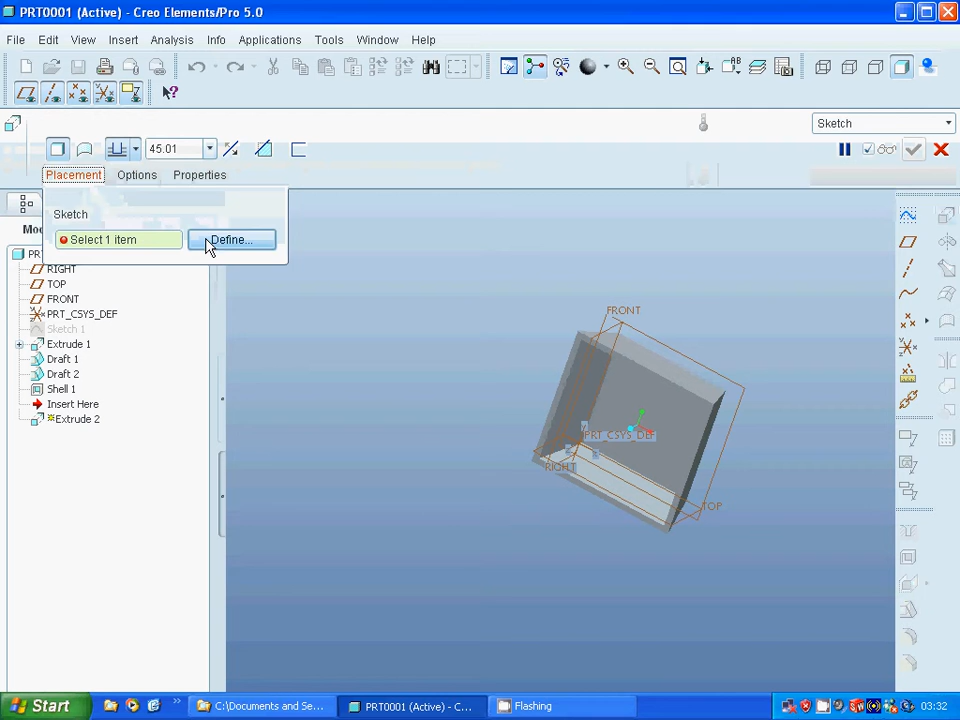 PRT0001 (Active) - Creo Elements/Pro 5.0
File Edit View Insert Analysis Info Applications Tools Window Help
Sketch
45.01
Placement Options Properties
Sketch
Select 1 item Define...
RIGHT
TOP
FRONT
PRT_CSYS_DEF
Sketch 1
Extrude 1
Draft 1
Draft 2
Shell 1
Insert Here
*Extrude 2
FRONT
PRT_CSYS_DEF
RIGHT
TOP
Start C:\Documents and Se... PRT0001 (Active) - C... Flashing 03:32